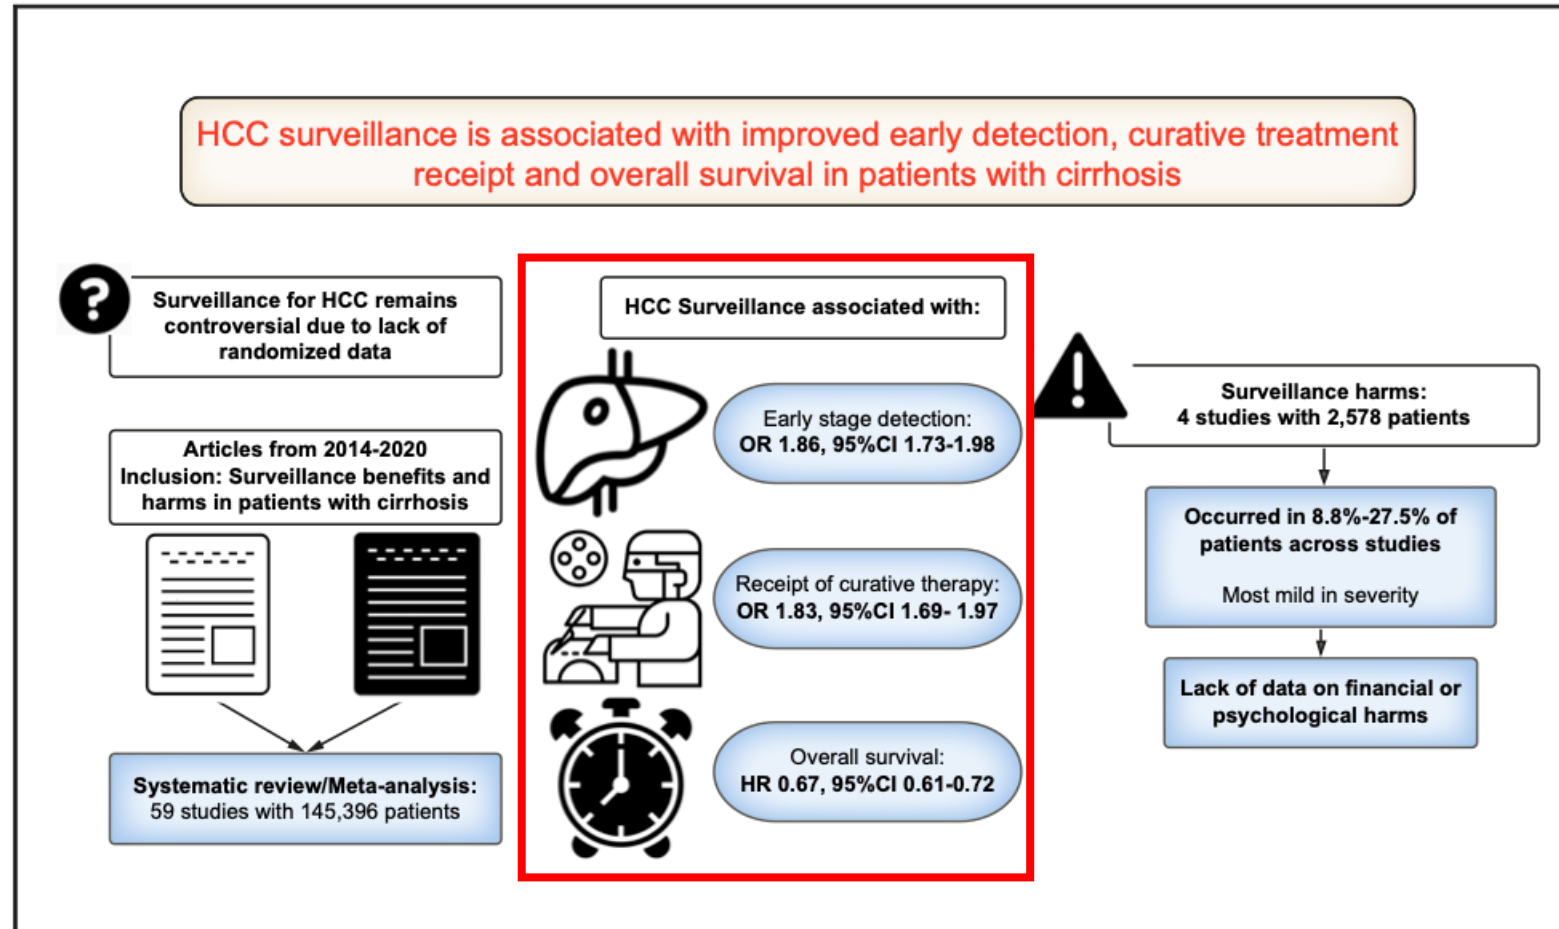 HCC surveillance is associated with improved early detection, curative treatment
receipt and overall survival in patients with cirrhosis
?
Surveillance for HCC remains
controversial due to lack of
randomized data
Articles from 2014-2020
Inclusion: Surveillance benefits and
harms in patients with cirrhosis
Systematic review/Meta-analysis:
59 studies with 145,396 patients
HCC Surveillance associated with:
Early stage detection:
OR 1.86, 95%CI 1.73-1.98
Receipt of curative therapy:
OR 1.83, 95%CI 1.69- 1.97
Overall survival:
HR 0.67, 95%CI 0.61-0.72
!
Surveillance harms:
4 studies with 2,578 patients
Occurred in 8.8%-27.5% of
patients across studies
Most mild in severity
Lack of data on financial or
psychological harms